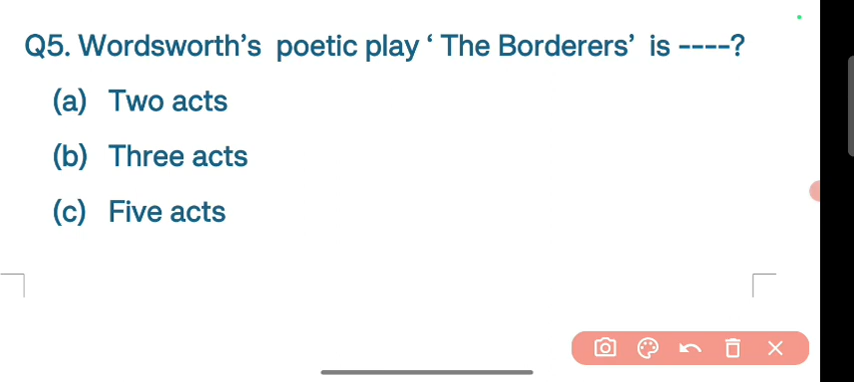 Q5. Wordsworth's poetic play ‘ The Borderers’ is ----?
(a) Two acts
(b) Three acts
(c) Five acts